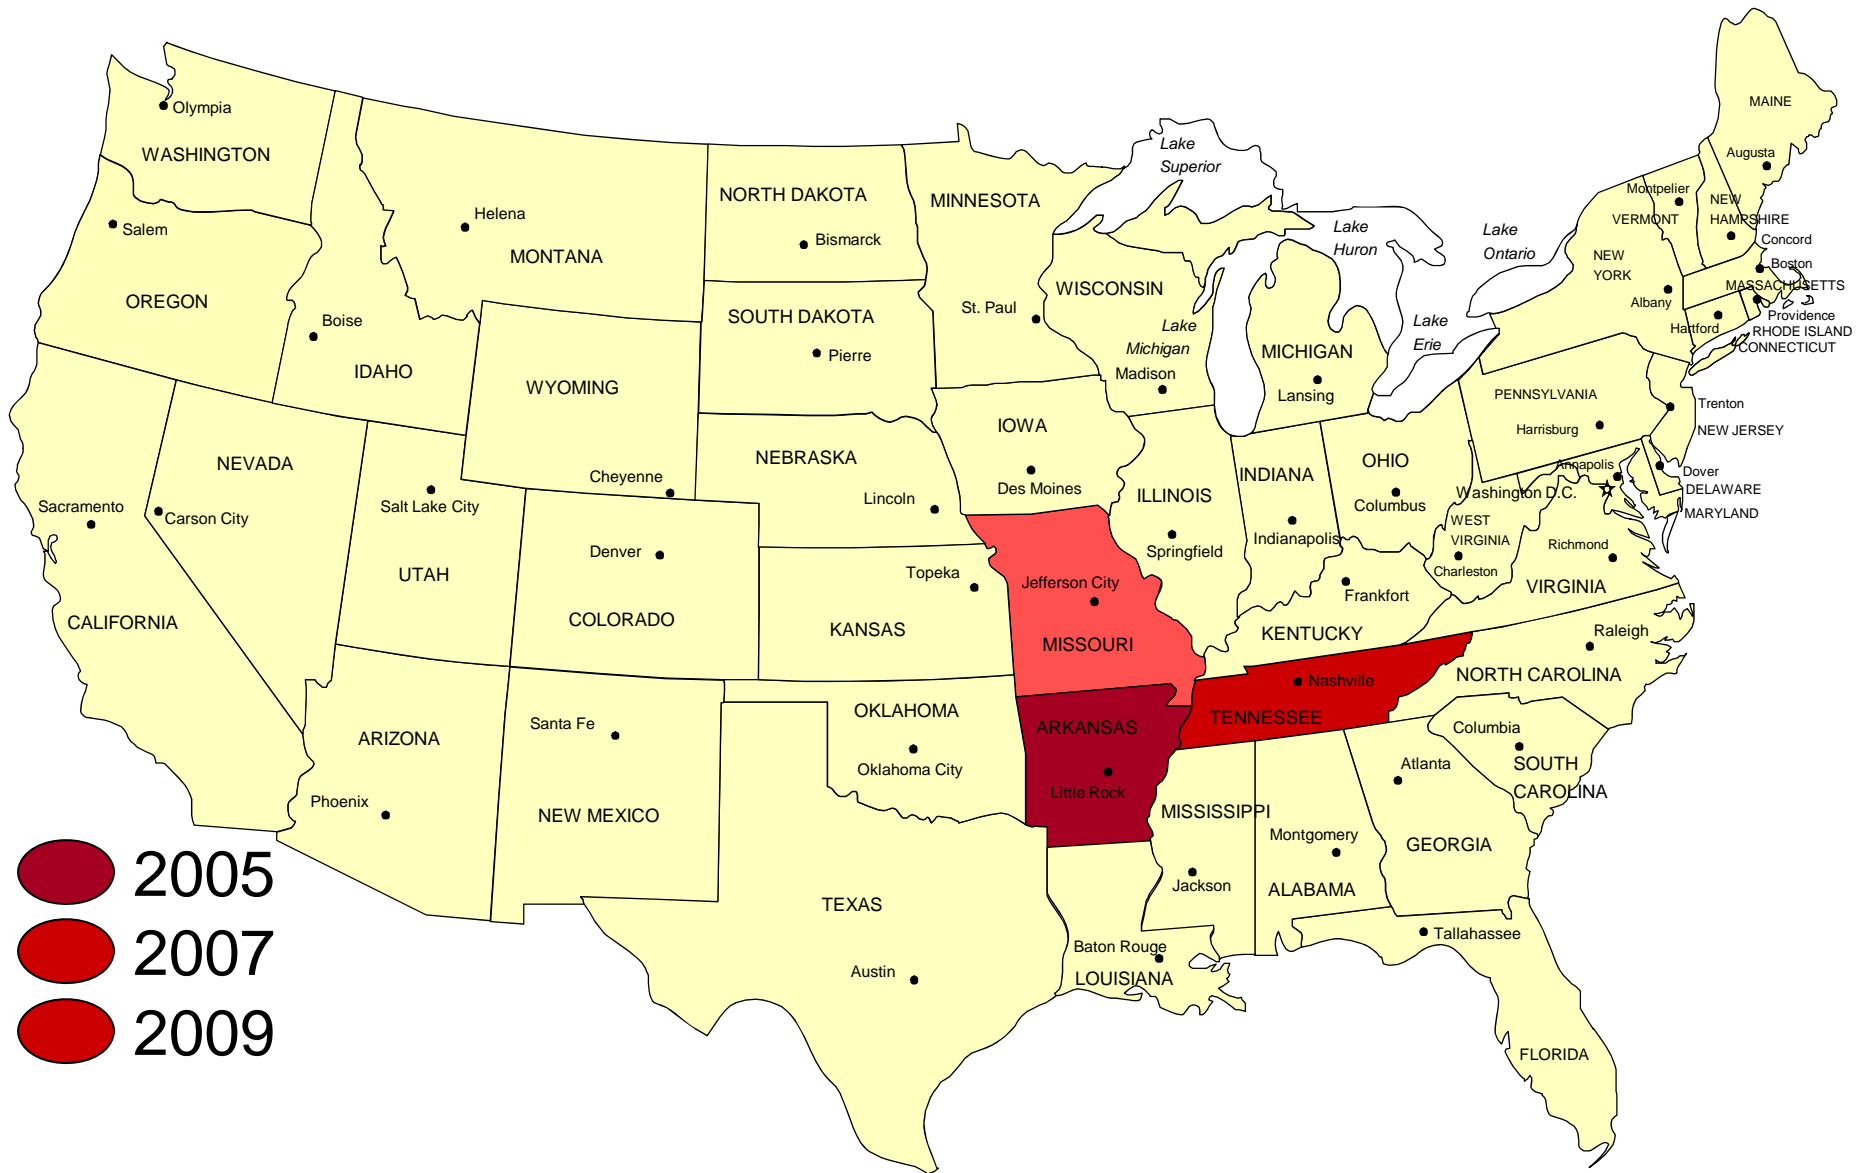 Olympia
WASHINGTON
Salem
OREGON
Helena
MONTANA
Boise
IDAHO
NORTH DAKOTA
Bismarck
SOUTH DAKOTA
Pierre
MINNESOTA
St. Paul
WYOMING
Cheyenne
NEBRASKA
Lincoln
IOWA
Des Moines
WISCONSIN
Madison
Lake
Superior
Lake
Michigan
Lake
Huron
Lake
Erie
Lake
Ontario
MICHIGAN
Lansing
MAINE
Augusta
Montpelier
VERMONT
NEW
HAMPSHIRE
Concord
Boston
MASSACHUSETTS
NEW
YORK
Albany
Hartford
Providence
RHODE ISLAND
CONNECTICUT
PENNSYLVANIA
Harrisburg
Trenton
NEW JERSEY
Annapolis
Dover
DELAWARE
Washington D.C.
MARYLAND
NEVADA
Carson City
Sacramento
CALIFORNIA
Salt Lake City
UTAH
Denver
COLORADO
Topeka
KANSAS
Jefferson City
MISSOURI
ILLINOIS
Springfield
INDIANA
Indianapolis
OHIO
Columbus
WEST
VIRGINIA
Charleston
Richmond
VIRGINIA
Frankfort
KENTUCKY
Nashville
TENNESSEE
Raleigh
NORTH CAROLINA
Columbia
SOUTH
CAROLINA
ARIZONA
Phoenix
Santa Fe
NEW MEXICO
OKLAHOMA
Oklahoma City
ARKANSAS
Little Rock
TEXAS
Austin
MISSISSIPPI
Jackson
Montgomery
ALABAMA
Atlanta
GEORGIA
Baton Rouge
LOUISIANA
Tallahassee
FLORIDA
2005
2007
2009